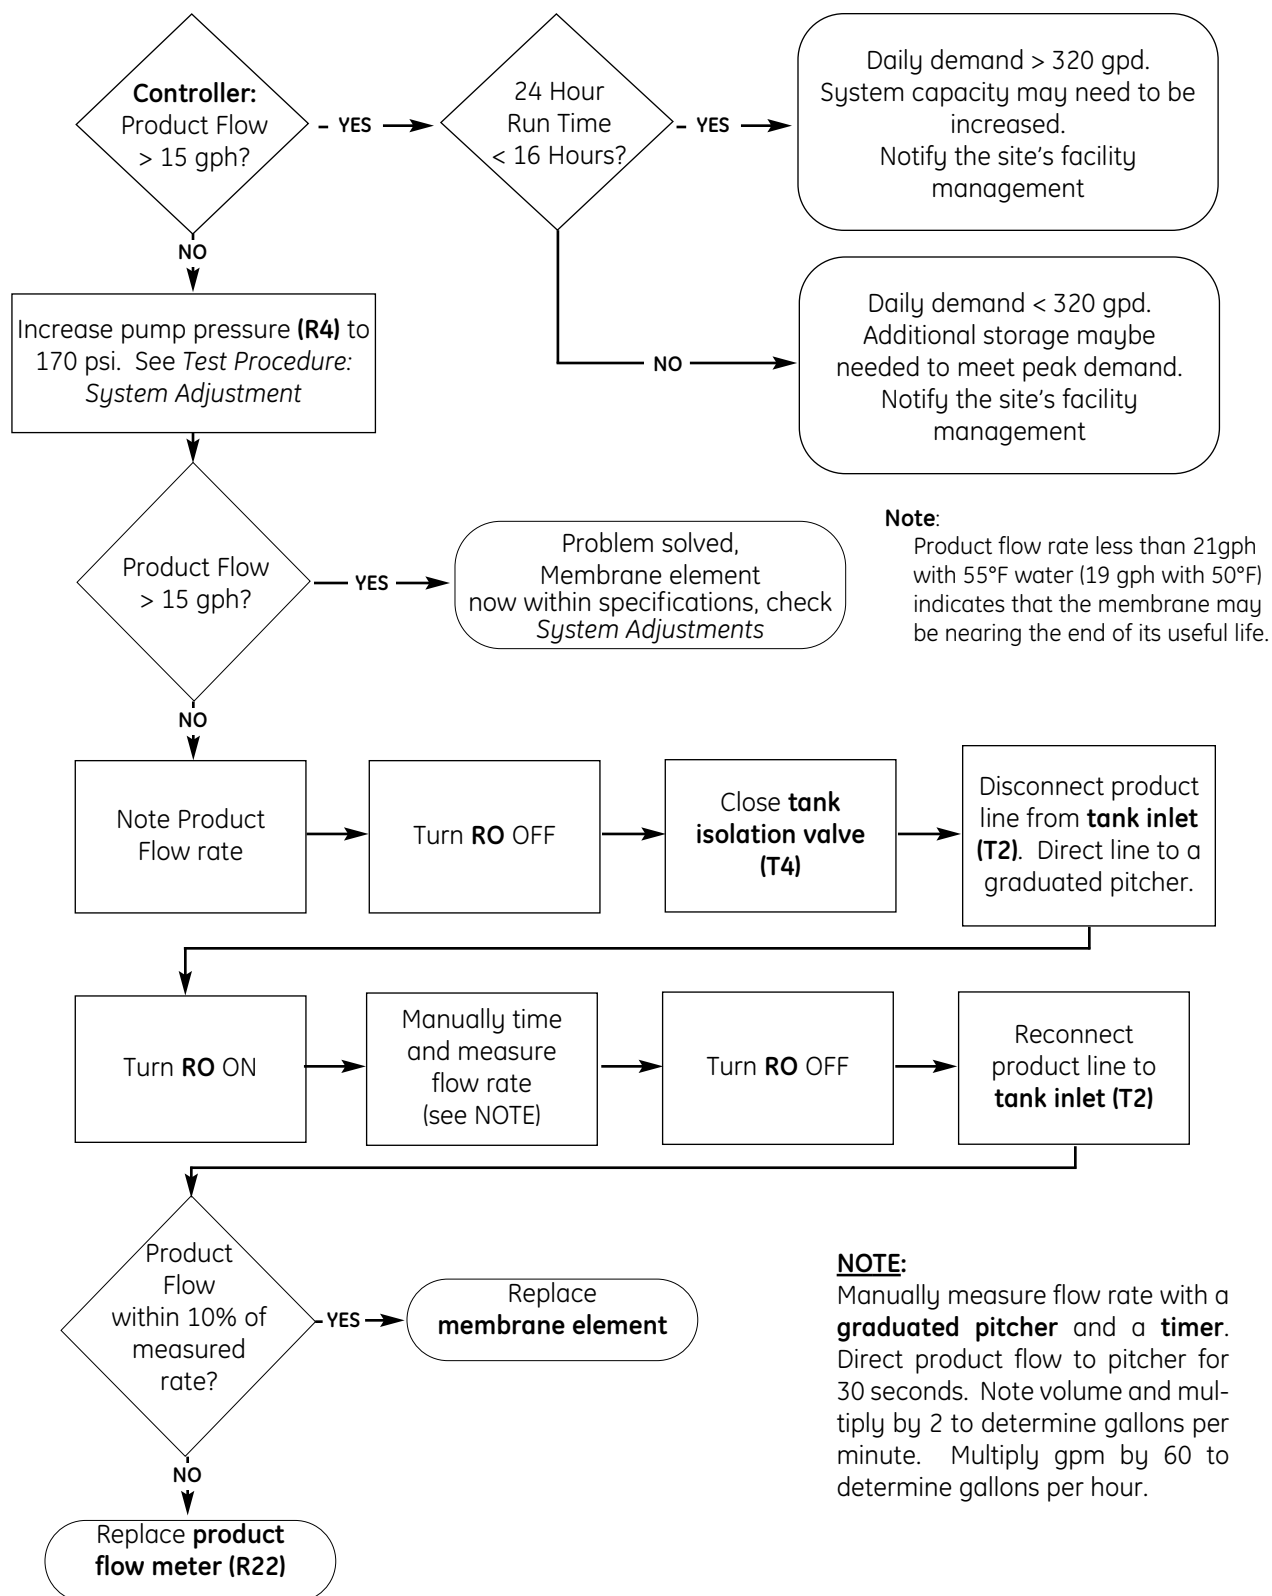 Controller:
Product Flow
> 15 gph?
– YES
24 Hour
Run Time
< 16 Hours?
– YES
Daily demand > 320 gpd.
System capacity may need to be
increased.
Notify the site's facility
management
NO
NO
Daily demand < 320 gpd.
Additional storage maybe
needed to meet peak demand.
Notify the site's facility
management
Increase pump pressure (R4) to
170 psi. See Test Procedure:
System Adjustment
Product Flow
> 15 gph?
YES
Problem solved,
Membrane element
now within specifications, check
System Adjustments
Note:
Product flow rate less than 21gph
with 55°F water (19 gph with 50°F)
indicates that the membrane may
be nearing the end of its useful life.
NO
Note Product
Flow rate
Turn RO OFF
Close tank
isolation valve
(T4)
Disconnect product
line from tank inlet
(T2). Direct line to a
graduated pitcher.
Turn RO ON
Manually time
and measure
flow rate
(see NOTE)
Turn RO OFF
Reconnect
product line to
tank inlet (T2)
Product
Flow
within 10% of
measured
rate?
YES
Replace
membrane element
NO
Replace product
flow meter (R22)
NOTE:
Manually measure flow rate with a
graduated pitcher and a timer.
Direct product flow to pitcher for
30 seconds. Note volume and mul-
tiply by 2 to determine gallons per
minute. Multiply gpm by 60 to
determine gallons per hour.